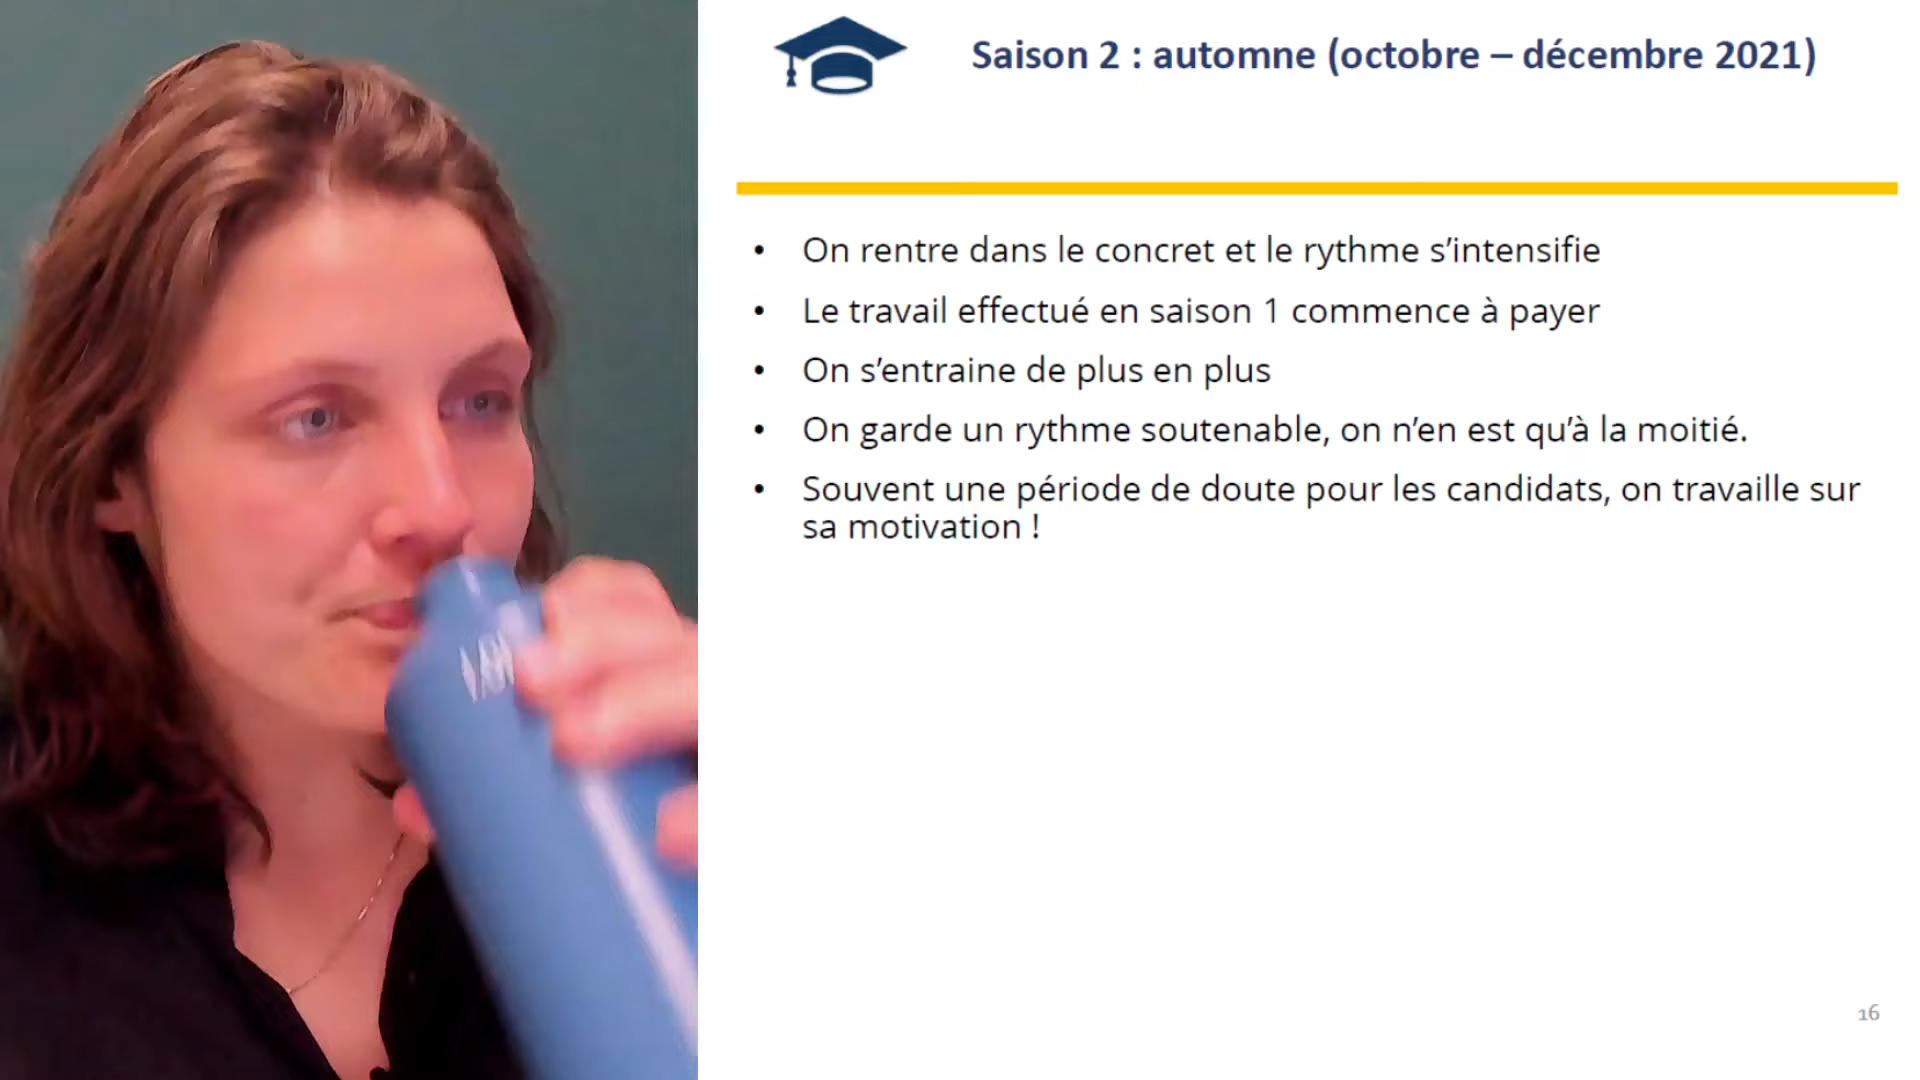 Saison 2 : automne (octobre – décembre 2021)
• On rentre dans le concret et le rythme s’intensifie
• Le travail effectué en saison 1 commence à payer
• On s’entraine de plus en plus
• On garde un rythme soutenable, on n’en est qu’à la moitié.
• Souvent une période de doute pour les candidats, on travaille sur
sa motivation !
16